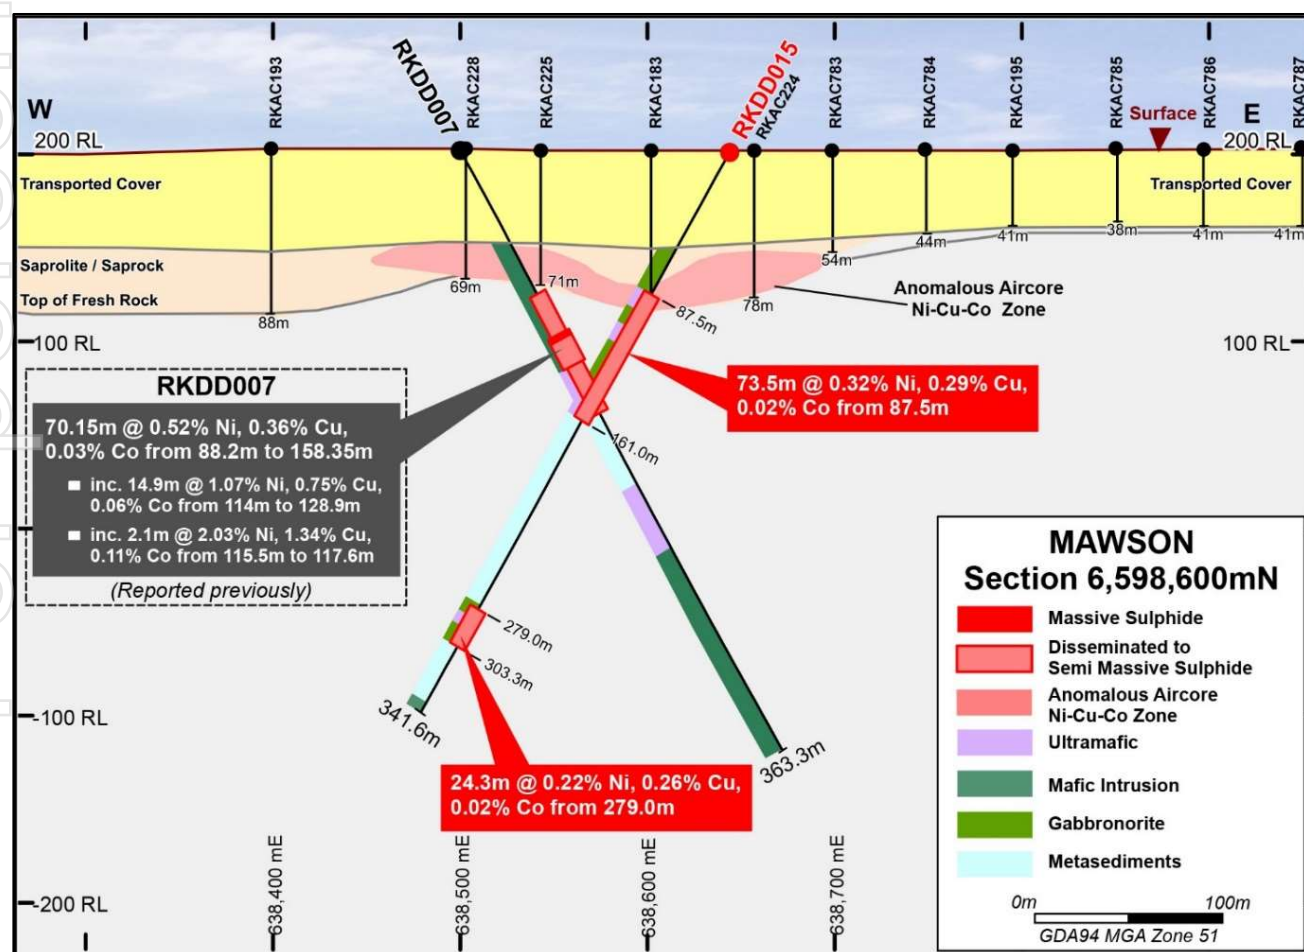 RKAC193
RKDD007
RKAC228
RKAC225
RKAC183
RKDD015
RKAC224
RKAC783
RKAC784
RKAC195
RKAC785
RKAC786
RKAC787
W
E
Surface
200 RL
200 RL
Transported Cover
Transported Cover
Saprolite / Saprock
Top of Fresh Rock
88m
69m
71m
87.5m
78m
54m
44m
41m
38m
41m
41m
Anomalous Aircore
Ni-Cu-Co Zone
100 RL
100 RL
RKDD007
70.15m @ 0.52% Ni, 0.36% Cu,
0.03% Co from 88.2m to 158.35m
inc. 14.9m @ 1.07% Ni, 0.75% Cu,
0.06% Co from 114m to 128.9m
inc. 2.1m @ 2.03% Ni, 1.34% Cu,
0.11% Co from 115.5m to 117.6m
(Reported previously)
73.5m @ 0.32% Ni, 0.29% Cu,
0.02% Co from 87.5m
161.0m
279.0m
303.3m
341.6m
363.3m
24.3m @ 0.22% Ni, 0.26% Cu,
0.02% Co from 279.0m
-100 RL
-200 RL
638,400 mE
638,500 mE
638,600 mE
638,700 mE
MAWSON
Section 6,598,600mN
Massive Sulphide
Disseminated to
Semi Massive Sulphide
Anomalous Aircore
Ni-Cu-Co Zone
Ultramafic
Mafic Intrusion
Gabbronorite
Metasediments
0m
100m
GDA94 MGA Zone 51